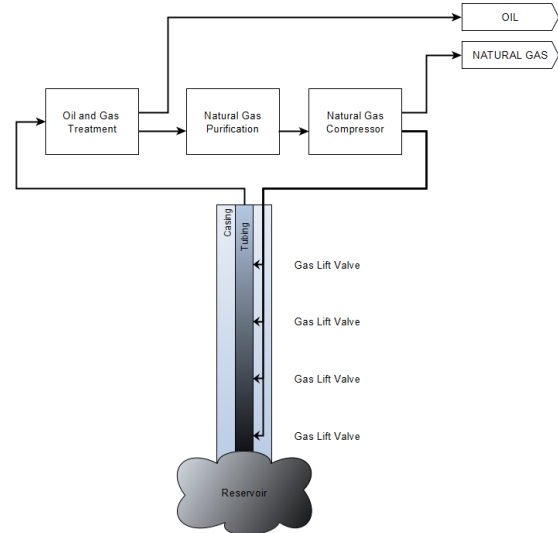 OIL
NATURAL GAS
Oil and Gas
Treatment
Natural Gas
Purification
Natural Gas
Compressor
Casing
Tubing
Gas Lift Valve
Gas Lift Valve
Gas Lift Valve
Gas Lift Valve
Reservoir